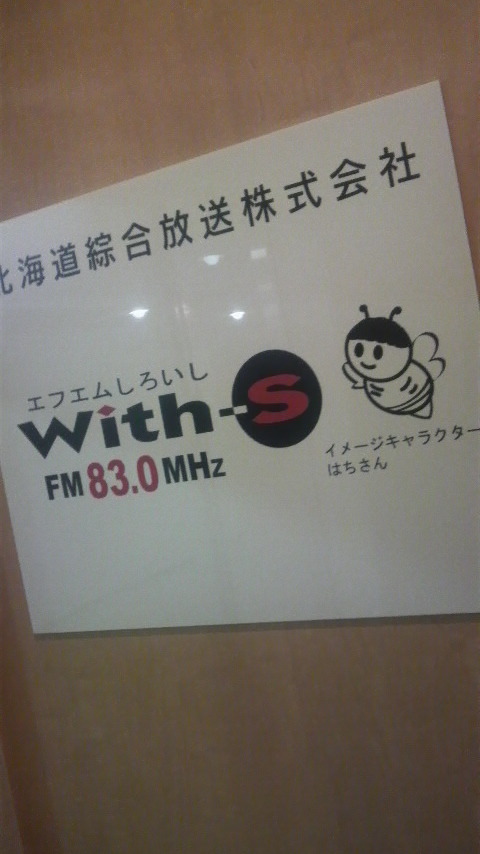 北海道綜合放送株式会社
エフエムしろいし
With-S
FM 83.0 MHz
イメージキャラクター
はちさん